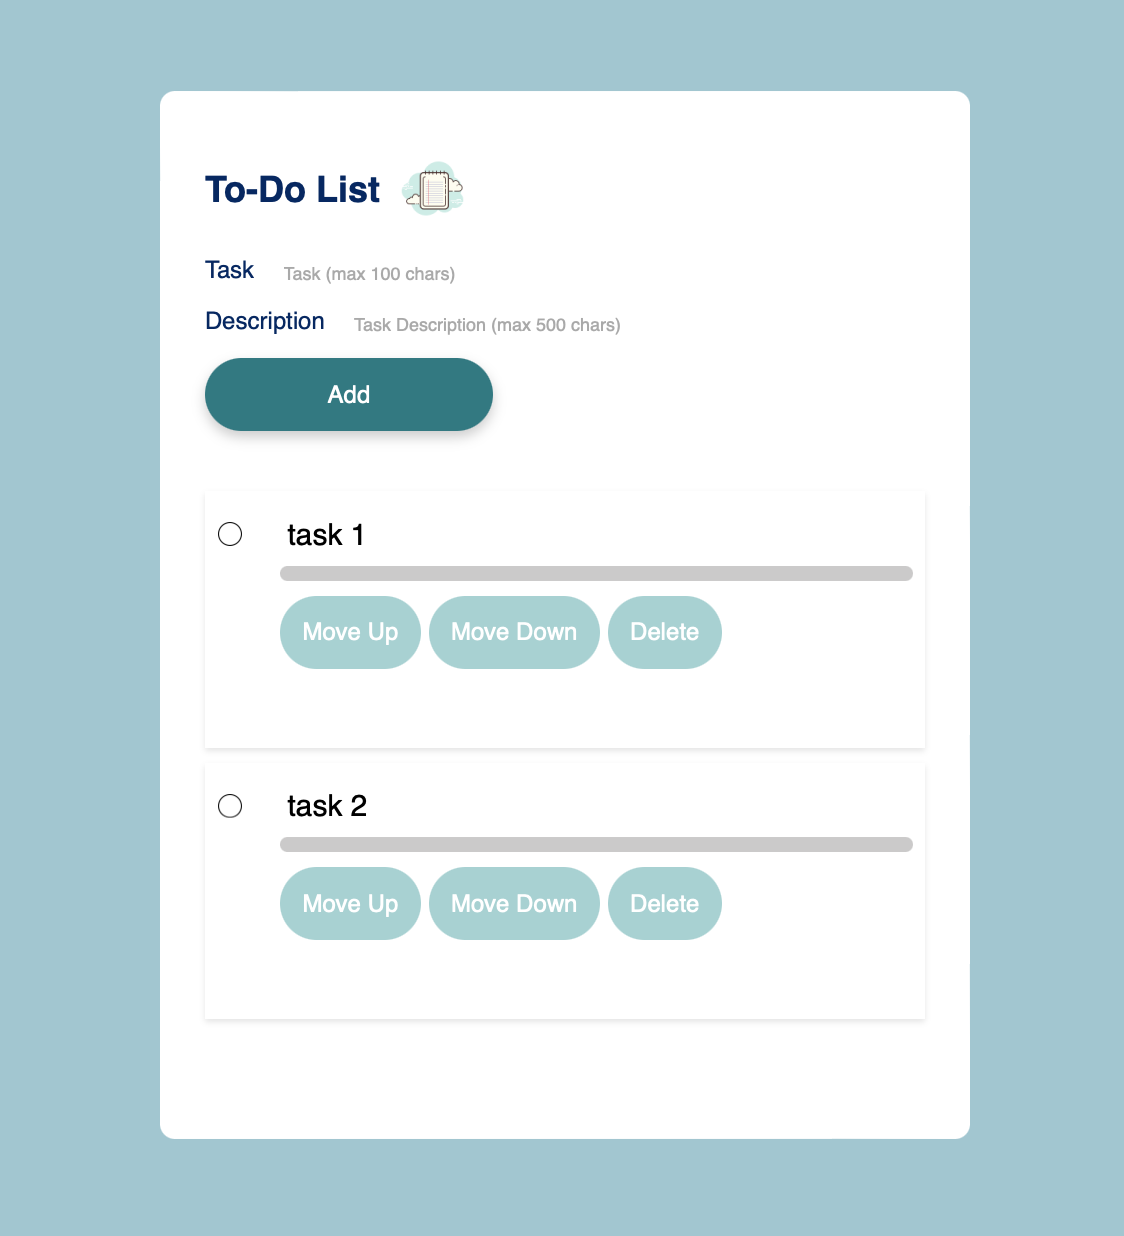 To-Do List
Task Task (max 100 chars)
Description Task Description (max 500 chars)
Add
task 1
Move Up Move Down Delete
task 2
Move Up Move Down Delete